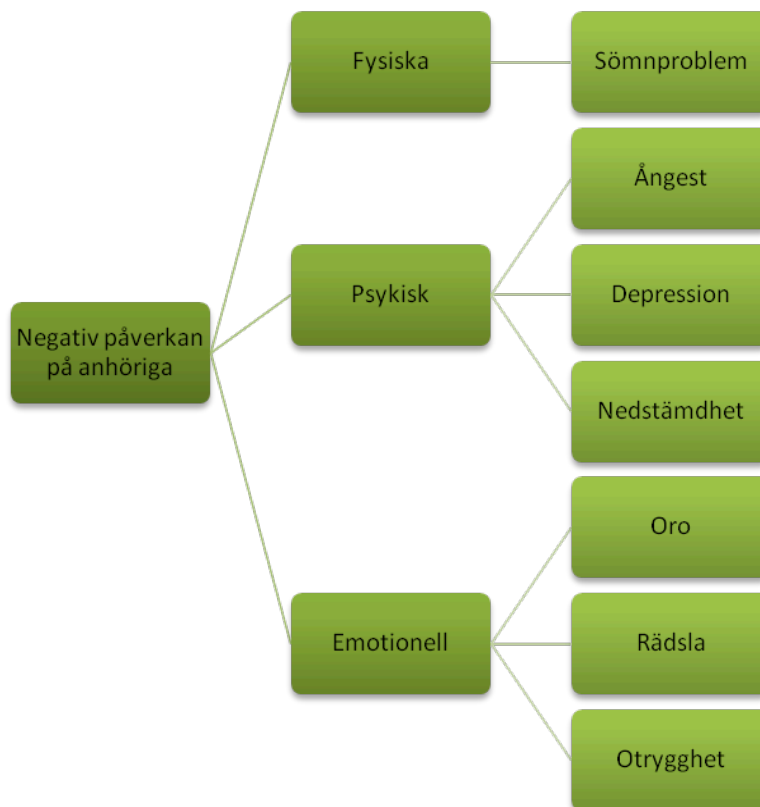 Fysiska
Sömnproblem
Ångest
Psykisk
Depression
Nedstämdhet
Negativ påverkan
på anhöriga
Oro
Emotionell
Rädsla
Otrygghet